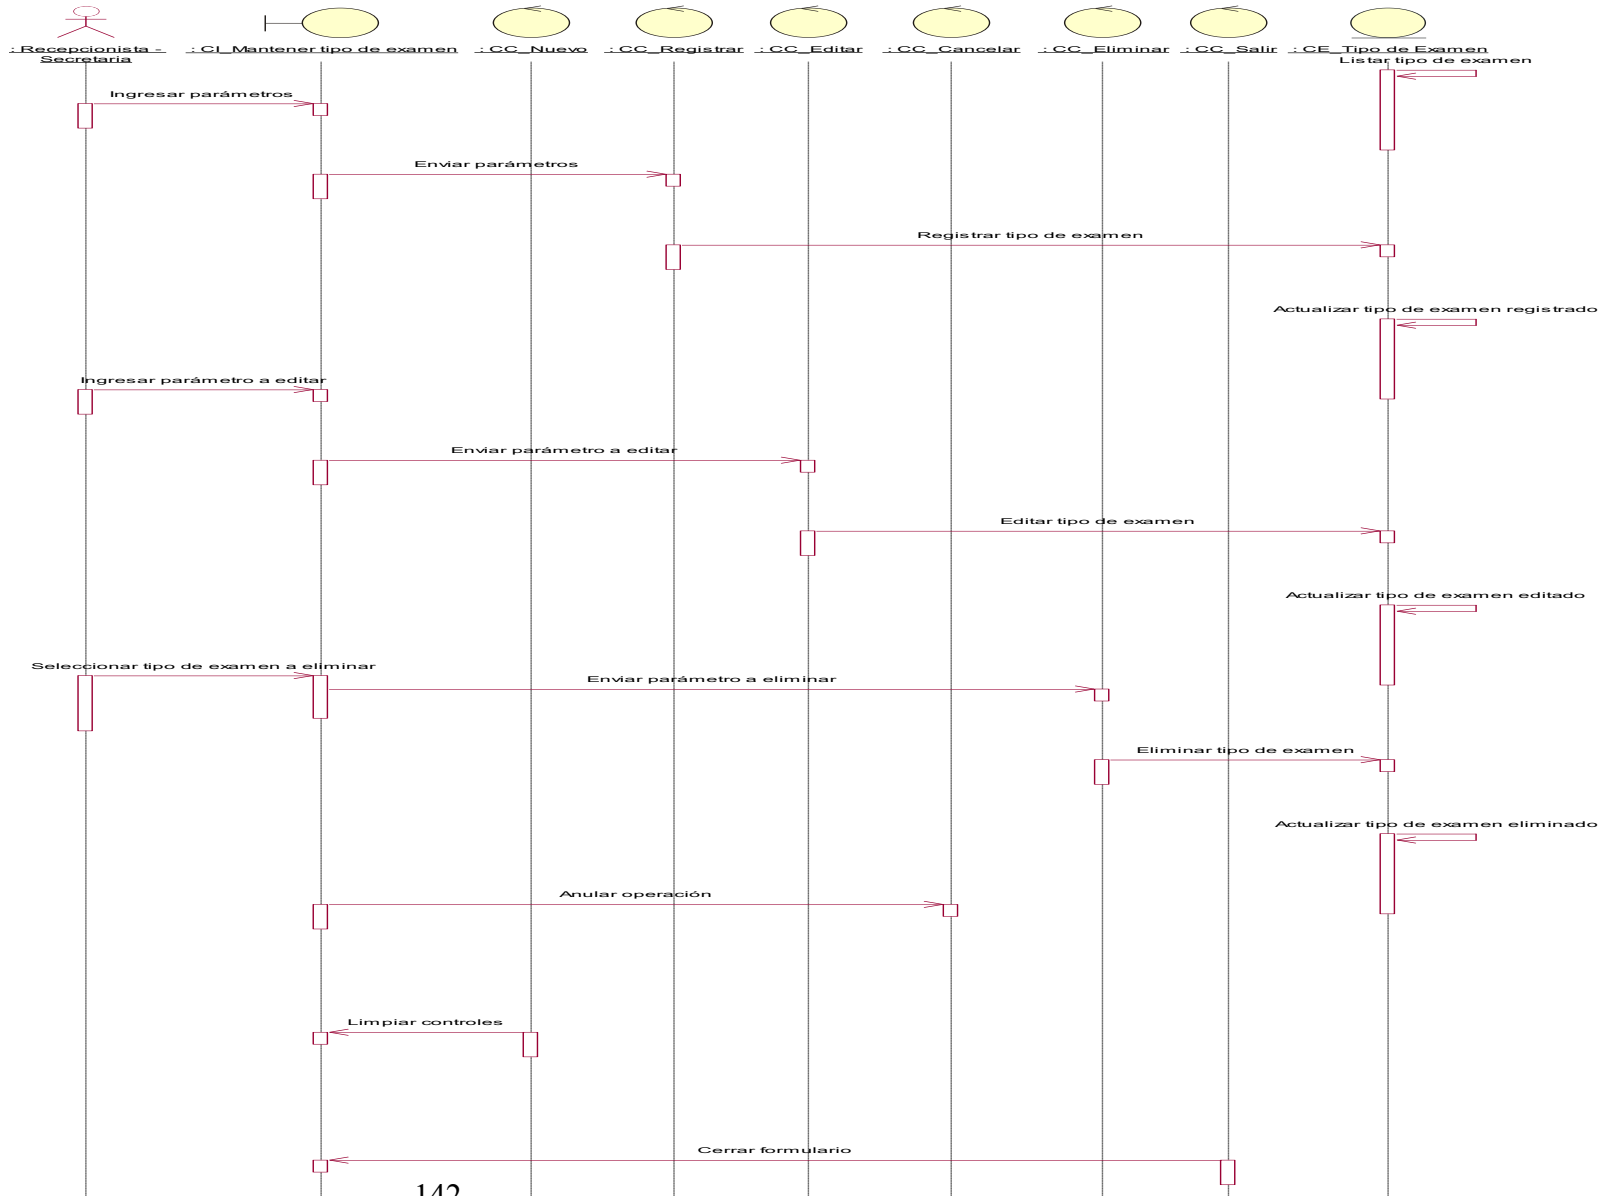 : Recepcionista -
Secretaria
: CI_Mantener tipo de examen
: CC_Nuevo
: CC_Registrar
: CC_Editar
: CC_Cancelar
: CC_Eliminar
: CC_Salir
: CE_Tipo de Examen
Listar tipo de examen
Ingresar parámetros
Enviar parámetros
Registrar tipo de examen
Actualizar tipo de examen registrado
Ingresar parámetro a editar
Enviar parámetro a editar
Editar tipo de examen
Actualizar tipo de examen editado
Seleccionar tipo de examen a eliminar
Enviar parámetro a eliminar
Eliminar tipo de examen
Actualizar tipo de examen eliminado
Anular operación
Limpiar controles
Cerrar formulario
142